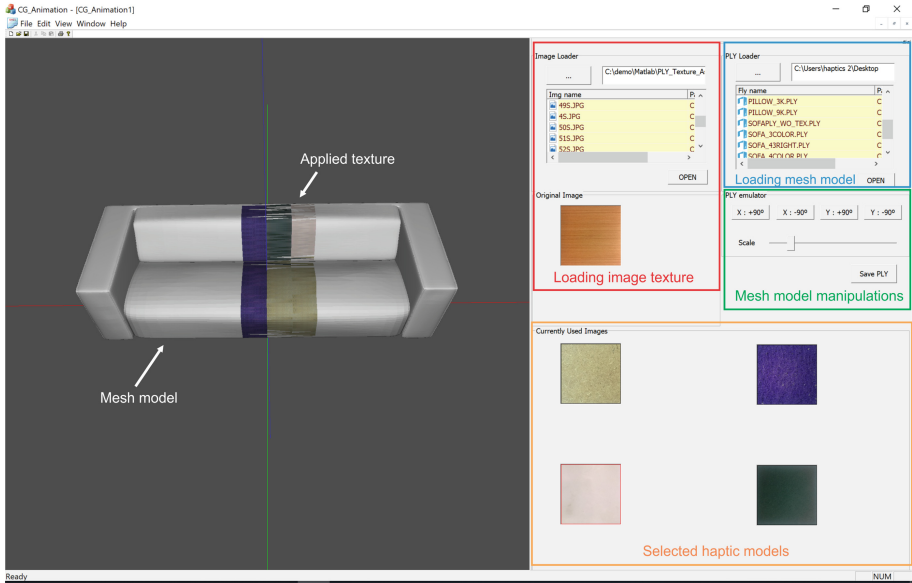 CG_Animation - [CG_Animation1]
File Edit View Window Help
Image Loader
...
C:\demo\Matlab\PLY_Texture_A
Img name
49S.JPG C
4S.JPG C
50S.JPG C
51S.JPG C
52S.JPG C
OPEN
Original Image
Loading image texture
PLY Loader
...
C:\Users\haptics 2\Desktop
Fly name
PILLOW_3K.PLY C
PILLOW_9K.PLY C
SOFAPLY_WO_TEX.PLY C
SOFA_3COLOR.PLY C
SOFA_43RIGHT.PLY C
SOFA_4COLOR.PLY C
Loading mesh model
OPEN
PLY emulator
X : +90º X : -90º Y : +90º Y : -90º
Scale
Save PLY
Mesh model manipulations
Applied texture
Mesh model
Currently Used Images
Selected haptic models
Ready
NUM